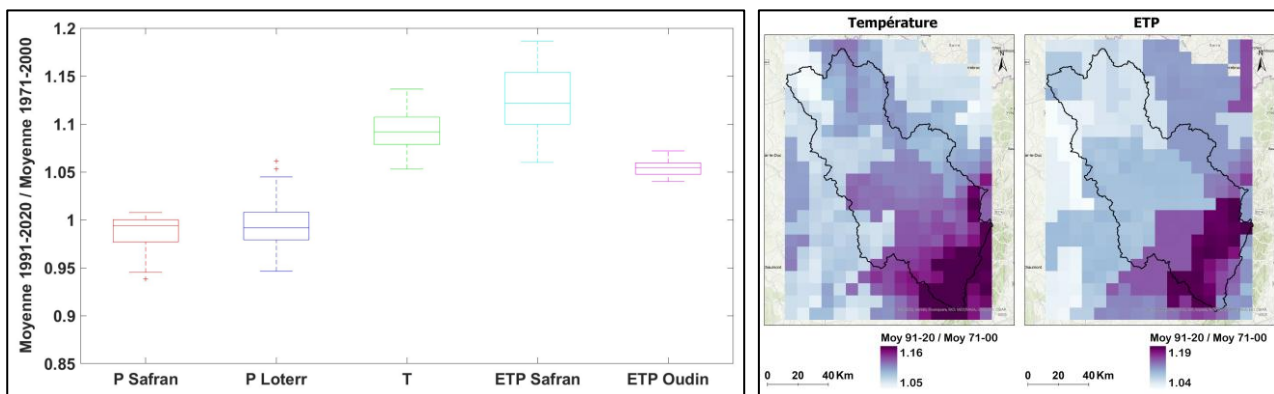 Moyenne 1991-2020 / Moyenne 1971-2000
1.2
1.15
1.1
1.05
1
0.95
0.9
0.85
P Safran
P Loterr
T
ETP Safran
ETP Oudin
Température
N
Moy 91-20 / Moy 71-00
1.16
1.05
0 20 40 Km
ETP
N
Moy 91-20 / Moy 71-00
1.19
1.04
0 20 40 Km